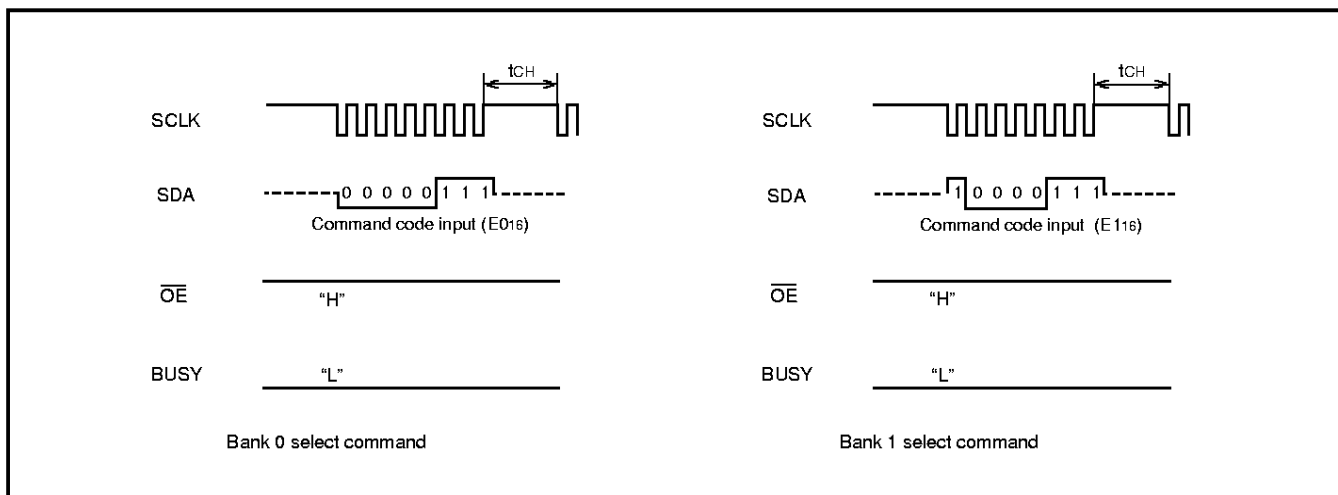 tCH
SCLK
SDA
0 0 0 0 0 1 1 1
Command code input (E016)
OE
“H”
BUSY
“L”
Bank 0 select command
tCH
SCLK
SDA
1 0 0 0 0 1 1 1
Command code input (E116)
OE
“H”
BUSY
“L”
Bank 1 select command